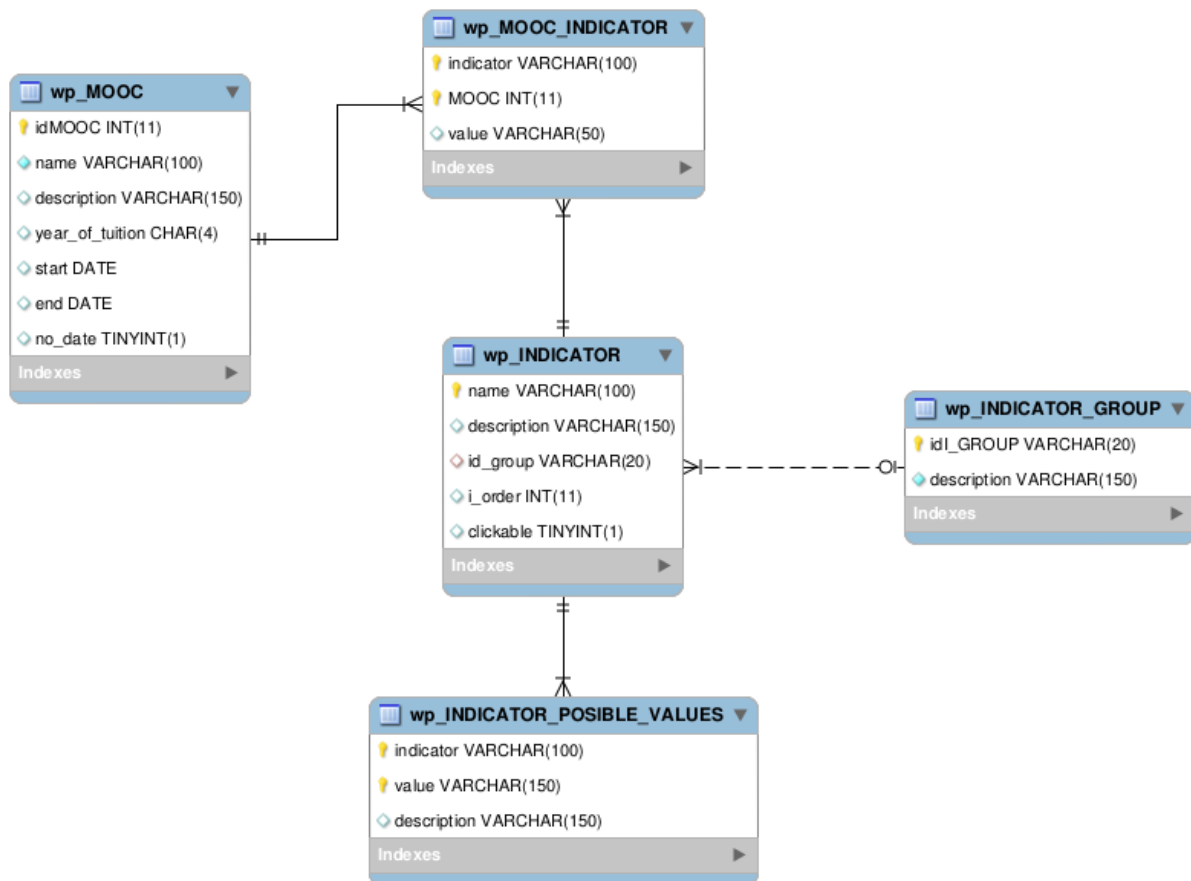 wp_MOOC
idMOOC INT(11)
name VARCHAR(100)
description VARCHAR(150)
year_of_tuition CHAR(4)
start DATE
end DATE
no_date TINYINT(1)
Indexes
wp_MOOC_INDICATOR
indicator VARCHAR(100)
MOOC INT(11)
value VARCHAR(50)
Indexes
wp_INDICATOR
name VARCHAR(100)
description VARCHAR(150)
id_group VARCHAR(20)
i_order INT(11)
clickable TINYINT(1)
Indexes
wp_INDICATOR_GROUP
idI_GROUP VARCHAR(20)
description VARCHAR(150)
Indexes
wp_INDICATOR_POSIBLE_VALUES
indicator VARCHAR(100)
value VARCHAR(150)
description VARCHAR(150)
Indexes